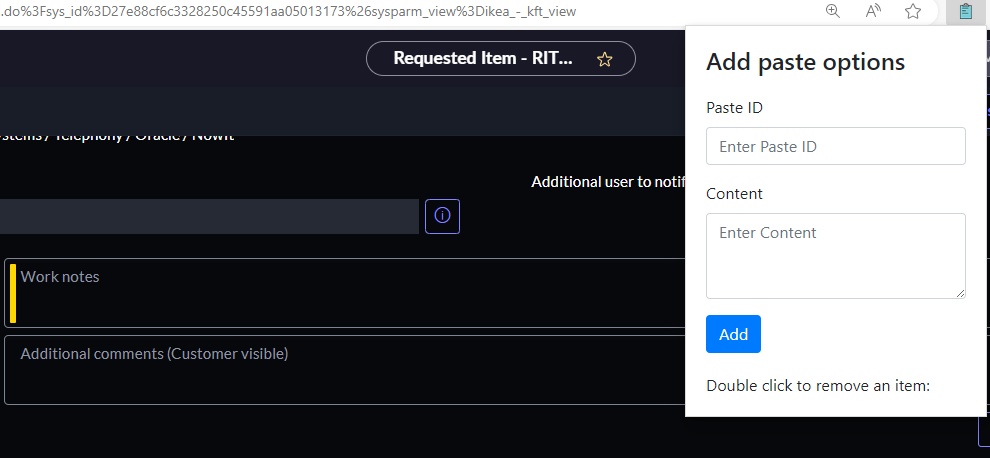 .do%3Fsys_id%3D27e88cf6c3328250c45591aa05013173%26sysparm_view%3Dikea_-_kft_view
Requested Item - RIT...
Telephony / Oracle / NowIt
Additional user to notif
Work notes
Additional comments (Customer visible)
Add paste options
Paste ID
Enter Paste ID
Content
Enter Content
Add
Double click to remove an item: